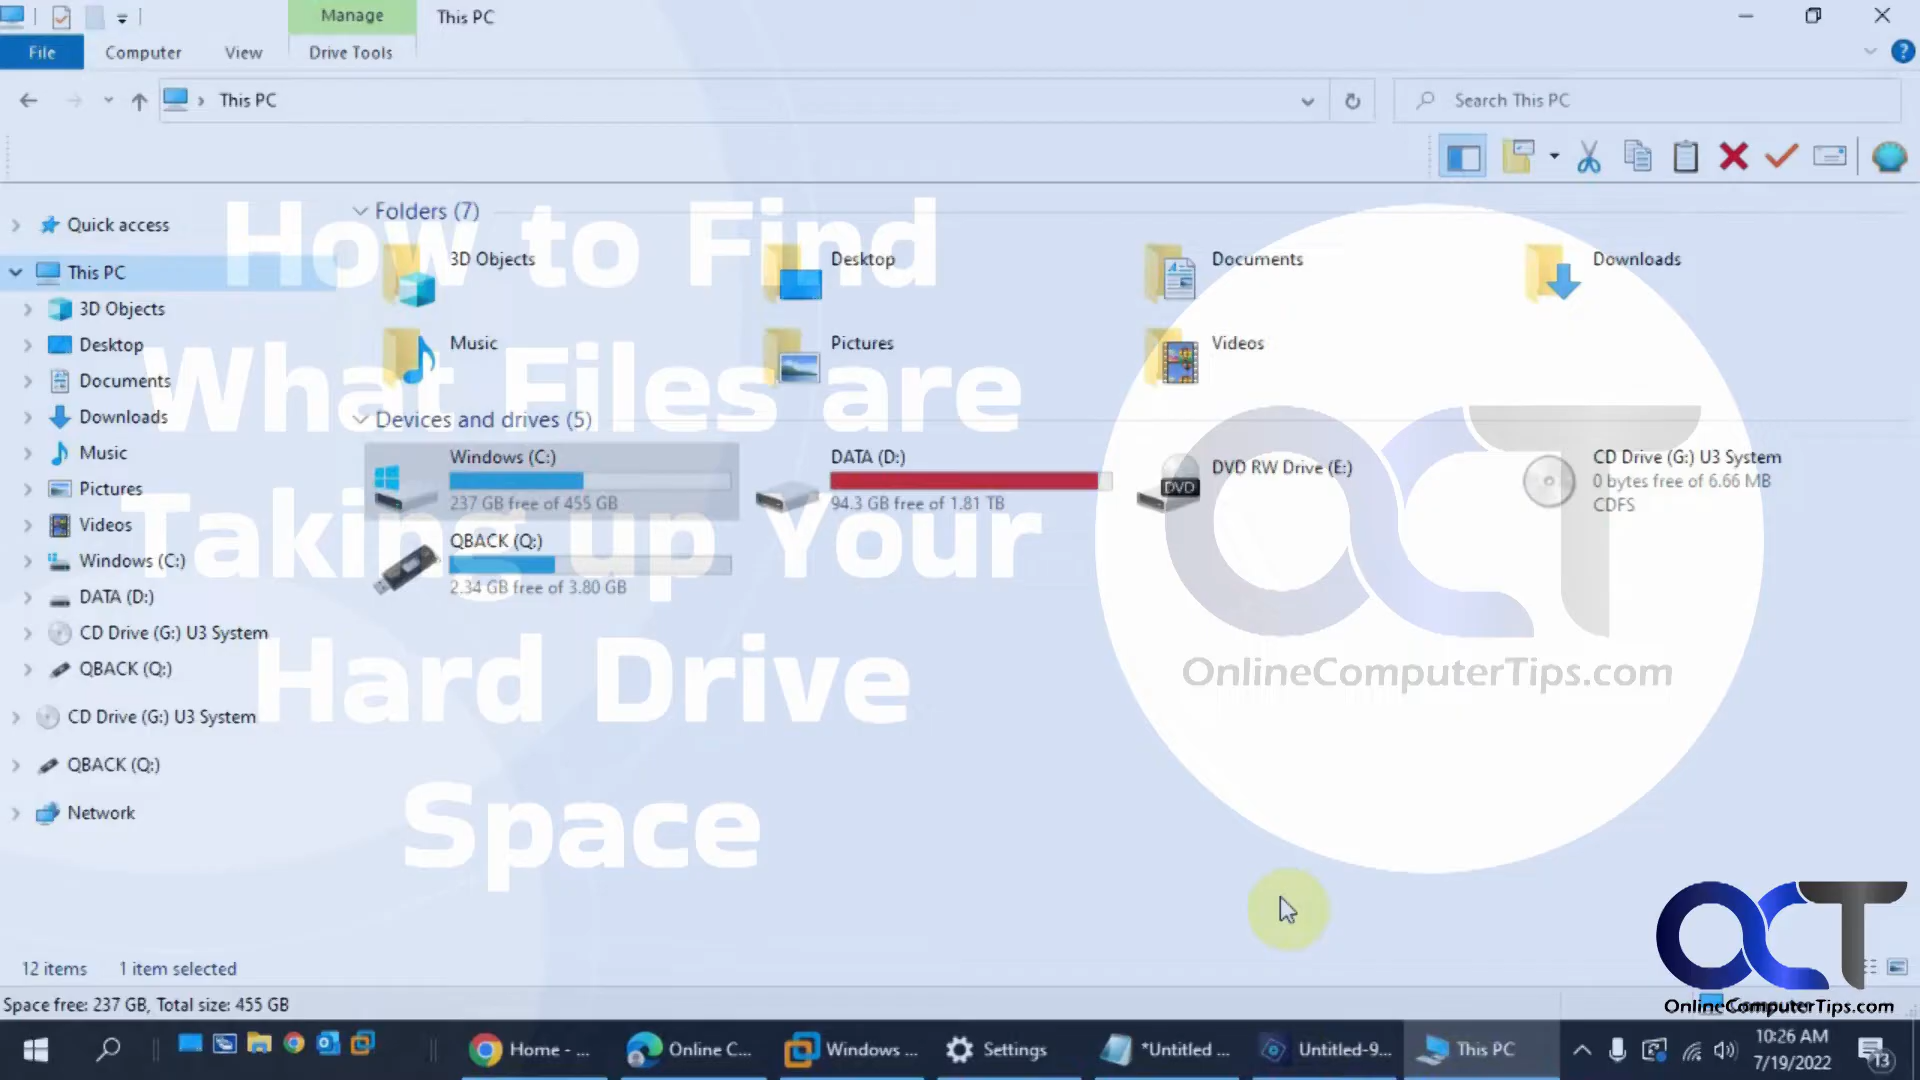 Manage
This PC
File
Computer
View
Drive Tools
This PC
Search This PC
How to Find
What Files are
Taking up Your
Hard Drive
Space
Quick access
This PC
3D Objects
Desktop
Documents
Downloads
Music
Pictures
Videos
Windows (C:)
DATA (D:)
CD Drive (G:) U3 System
QBACK (Q:)
CD Drive (G:) U3 System
QBACK (Q:)
Network
Folders (7)
3D Objects
Desktop
Documents
Downloads
Music
Pictures
Videos
Devices and drives (5)
Windows (C:)
237 GB free of 455 GB
DATA (D:)
94.3 GB free of 1.81 TB
DVD
DVD RW Drive (E:)
CD Drive (G:) U3 System
0 bytes free of 6.66 MB
CDFS
QBACK (Q:)
2.34 GB free of 3.80 GB
OCT
OnlineComputerTips.com
12 items
1 item selected
Space free: 237 GB, Total size: 455 GB
Computer
OCT
OnlineComputerTips.com
Home - ...
Online C...
Windows ...
Settings
*Untitled ...
Untitled-9...
This PC
10:26 AM
7/19/2022
13